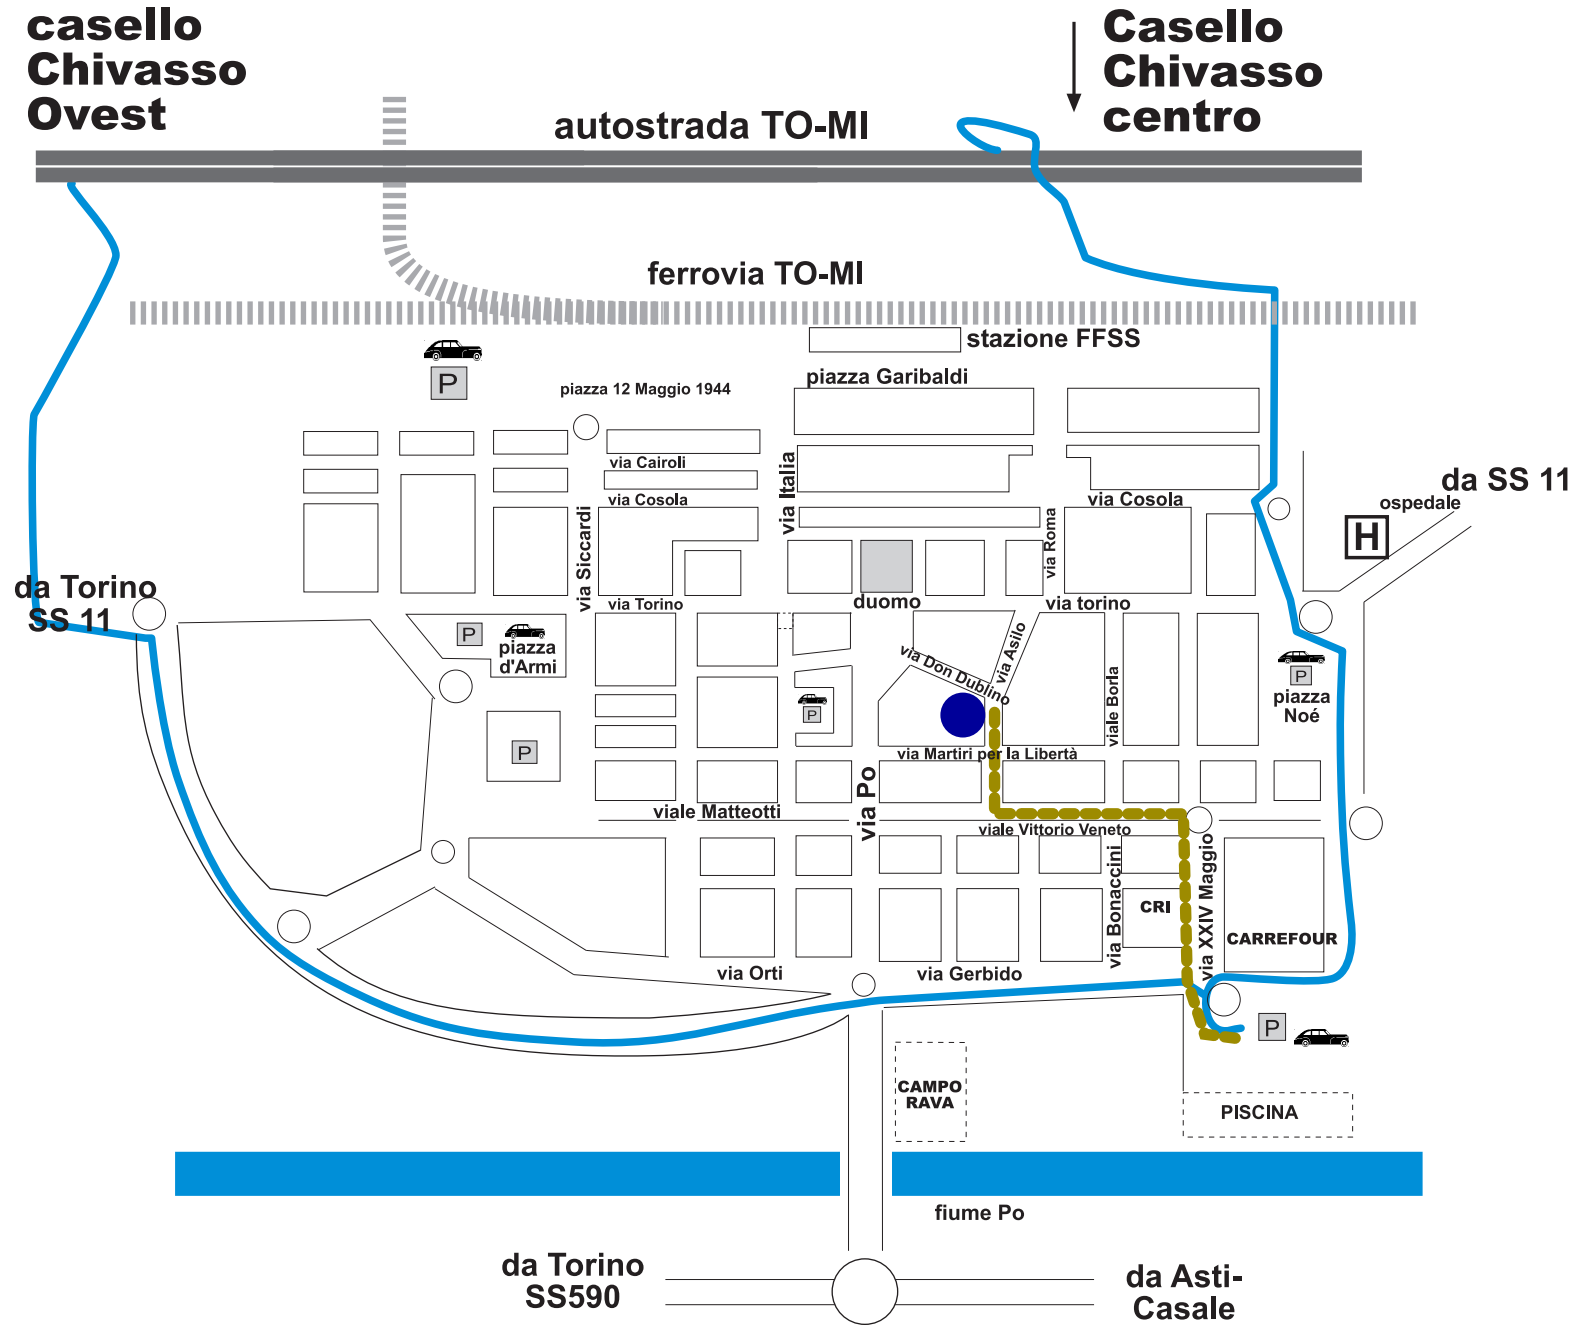 casello
Chivasso
Ovest
Casello
Chivasso
centro
autostrada TO-MI
ferrovia TO-MI
stazione FFSS
piazza Garibaldi
P
piazza 12 Maggio 1944
via Cairoli
via Cosola
via Italia
via Cosola
da SS 11
ospedale
H
via Siccardi
via Roma
da Torino
SS 11
via Torino
duomo
via torino
P
piazza
d'Armi
via Don Dublino
via Asilo
viale Borla
P
piazza
Noé
P
P
via Martiri per la Libertà
via Po
viale Matteotti
viale Vittorio Veneto
via Bonaccini
via XXIV Maggio
CRI
CARREFOUR
via Orti
via Gerbido
P
CAMPO
RAVA
PISCINA
fiume Po
da Torino
SS590
da Asti-
Casale